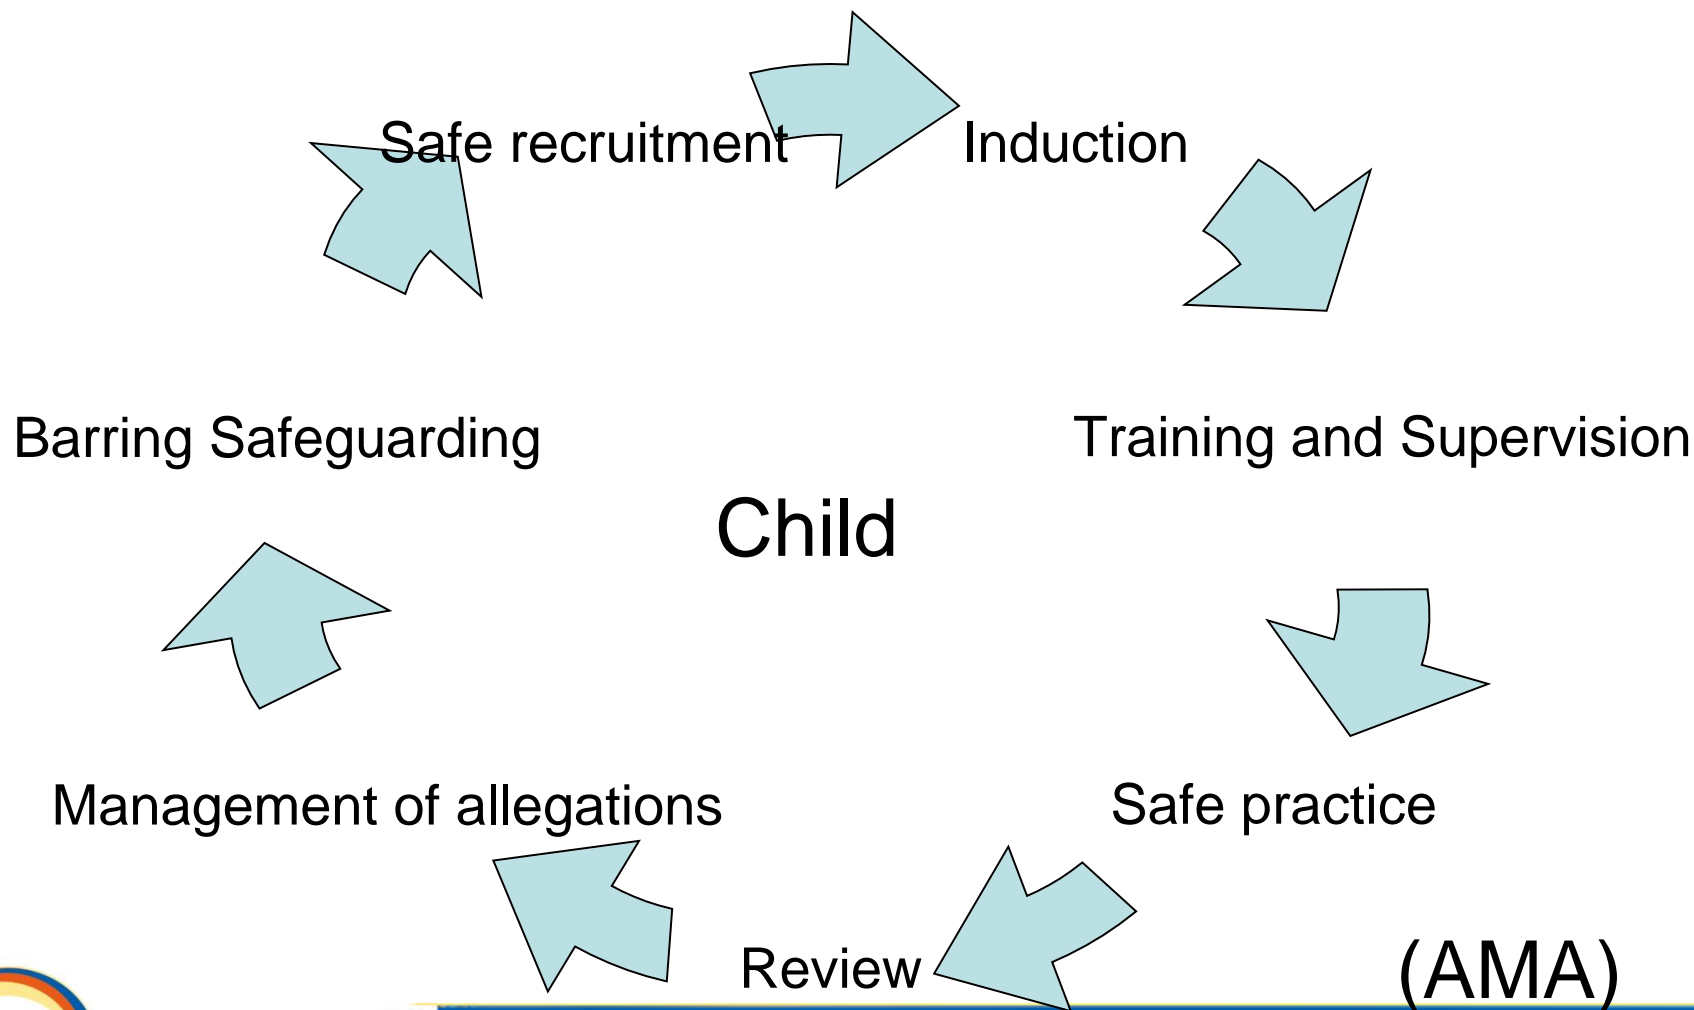 Safe recruitment
Induction
Barring Safeguarding
Training and Supervision
Child
Management of allegations
Safe practice
Review
(AMA)